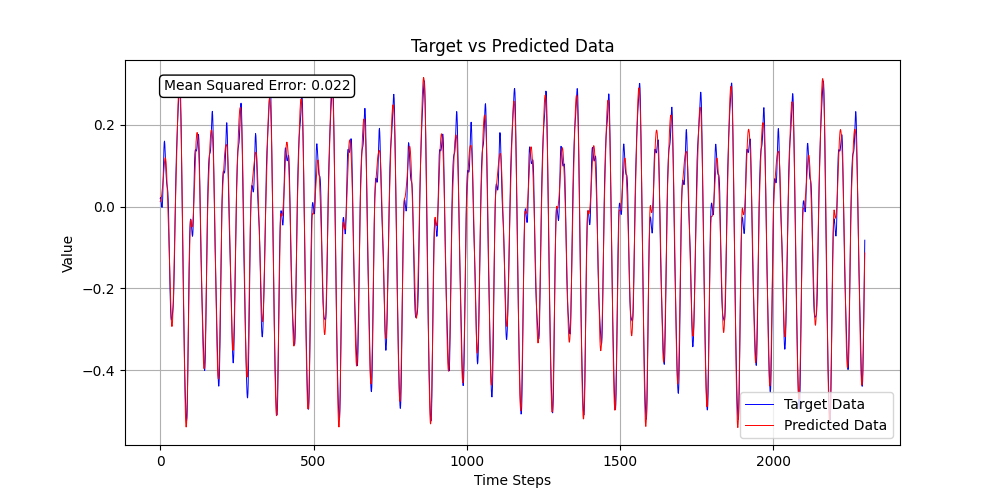 Target vs Predicted Data
Mean Squared Error: 0.022
0.2
0.0
−0.2
−0.4
Value
0
500
1000
1500
2000
Time Steps
Target Data
Predicted Data